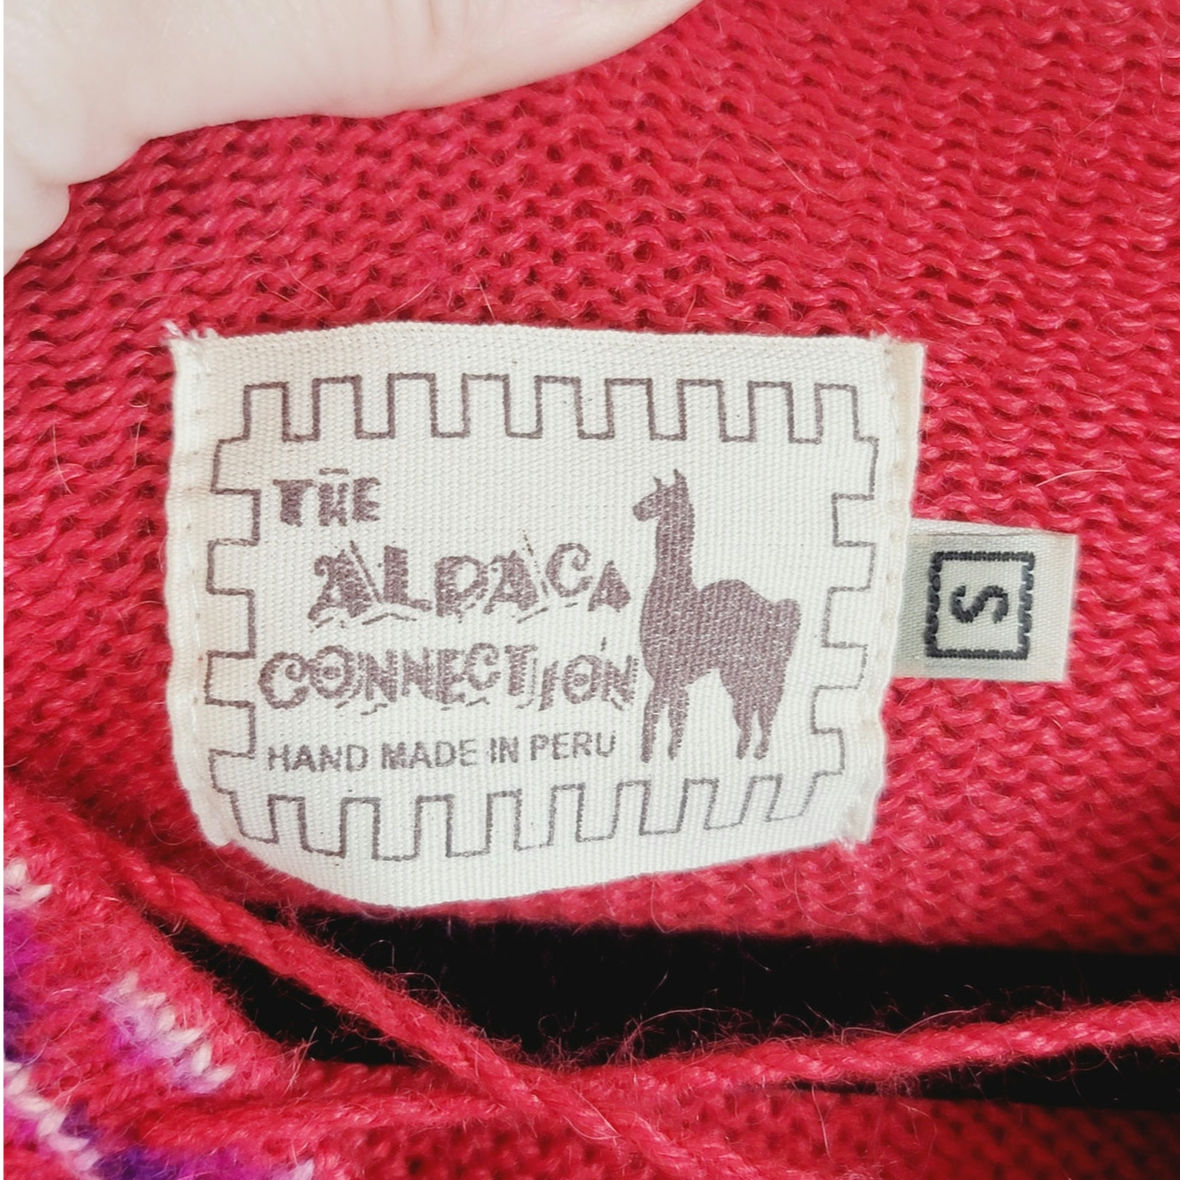 THE
ALPACA
CONNECTION
HAND MADE IN PERU
S